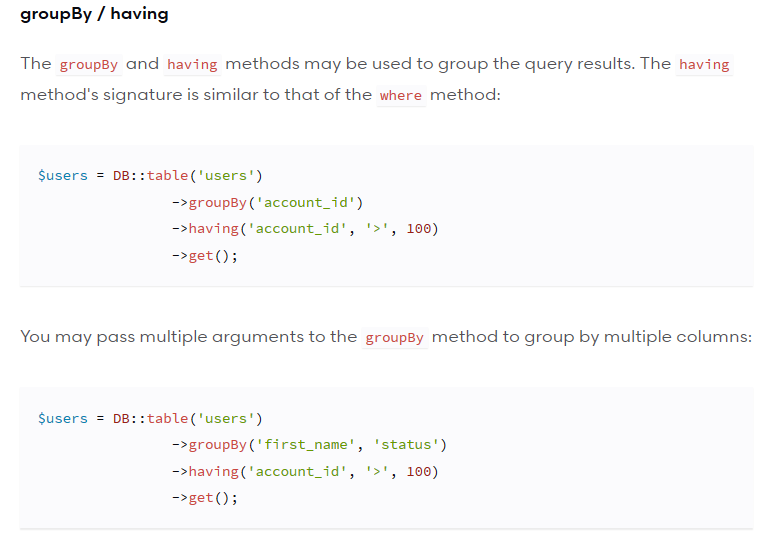 groupBy / having
The groupBy and having methods may be used to group the query results. The having
method's signature is similar to that of the where method:
$users = DB::table('users')
                ->groupBy('account_id')
                ->having('account_id', '>', 100)
                ->get();
You may pass multiple arguments to the groupBy method to group by multiple columns:
$users = DB::table('users')
                ->groupBy('first_name', 'status')
                ->having('account_id', '>', 100)
                ->get();